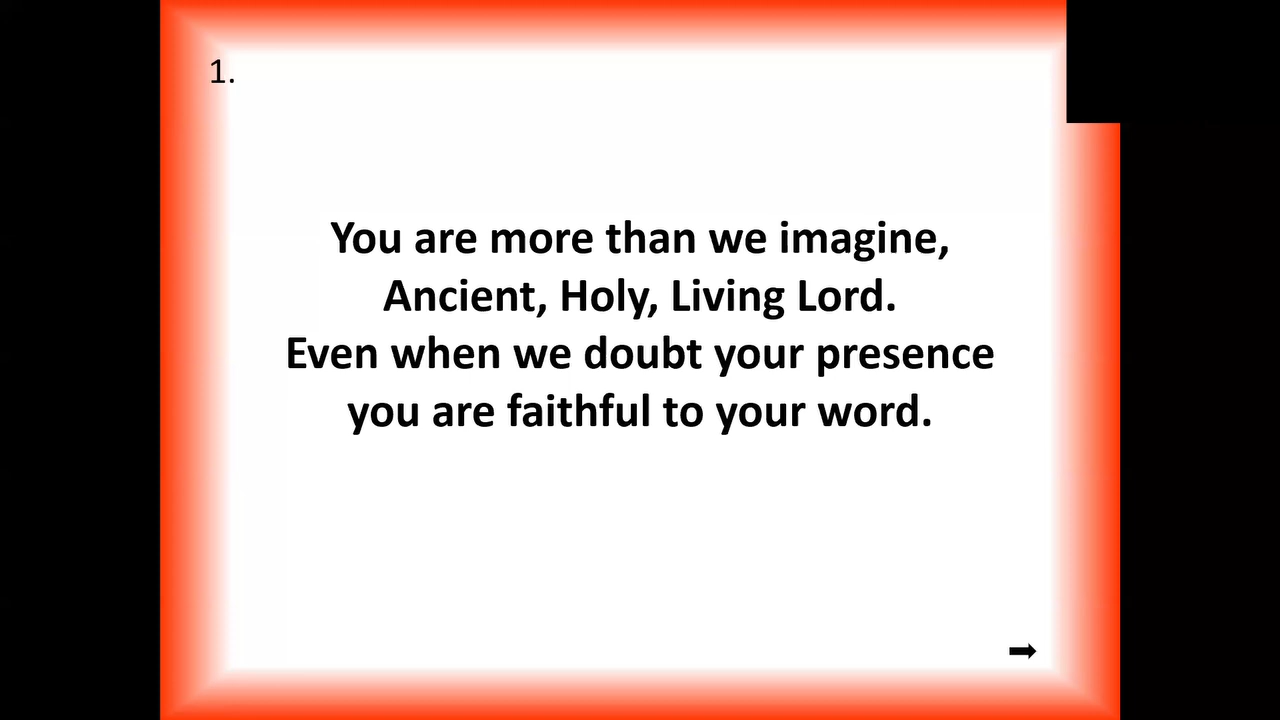 1.
You are more than we imagine,
Ancient, Holy, Living Lord.
Even when we doubt your presence
you are faithful to your word.